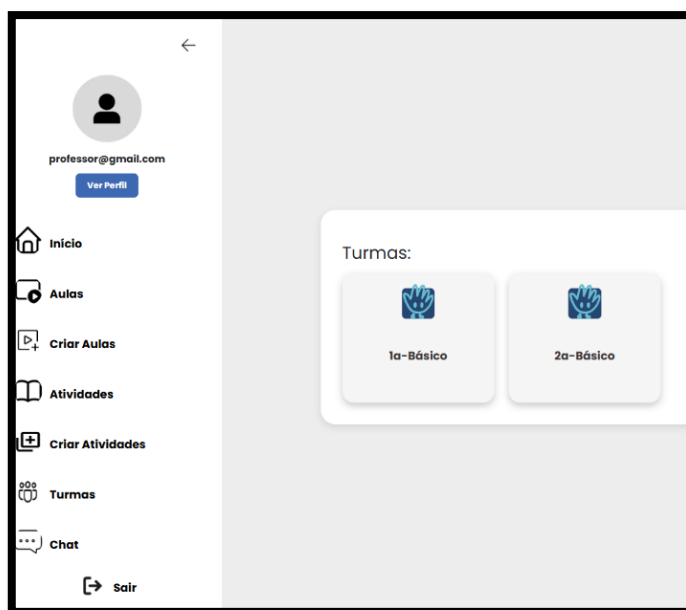 professor@gmail.com
Ver Perfil
Início
Aulas
Criar Aulas
Atividades
Criar Atividades
Turmas
Chat
Sair
Turmas:
1a-Básico
2a-Básico